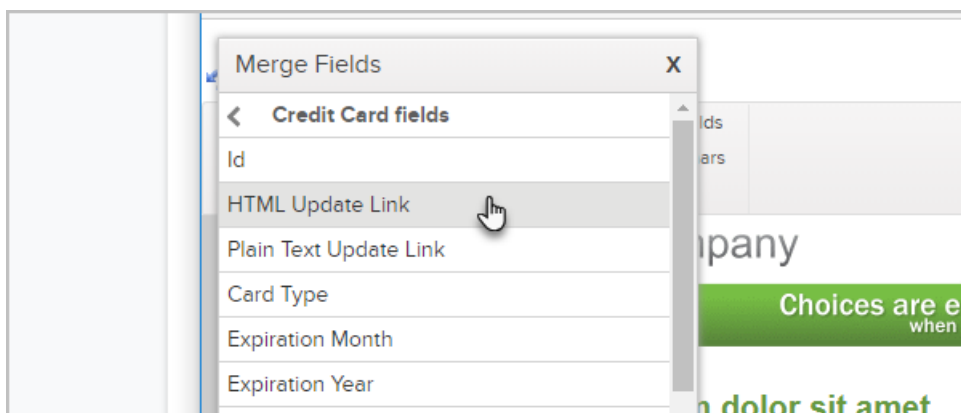 Merge Fields X
Credit Card fields
Id
HTML Update Link
Plain Text Update Link
Card Type
Expiration Month
Expiration Year
lds
ars
mpany
Choices are e
when
dolor sit amet